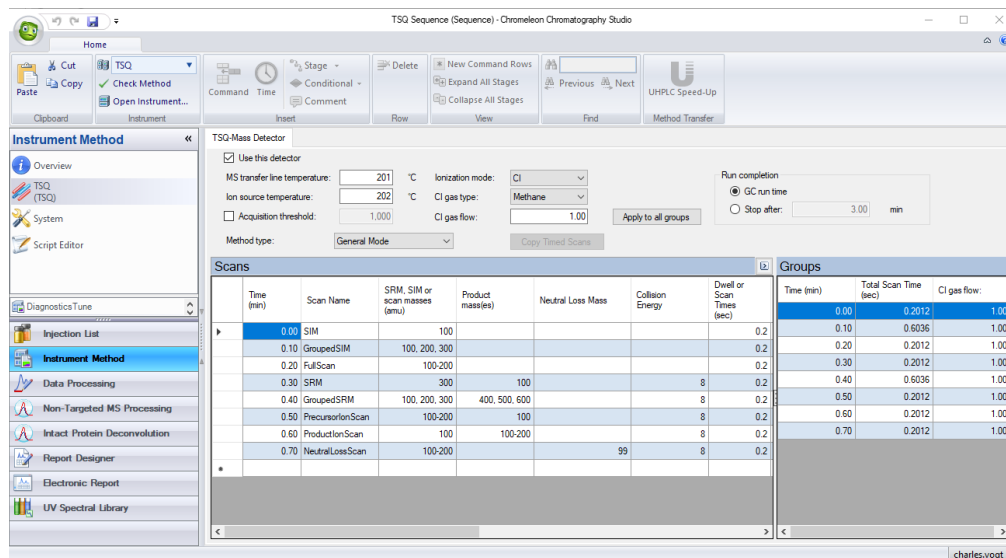 TSQ Sequence (Sequence) - Chromeleon Chromatography Studio
Home
Paste
Cut
Copy
Clipboard
TSQ
Check Method
Open Instrument...
Instrument
Command
Time
Stage
Conditional
Comment
Insert
Delete
Row
New Command Rows
Expand All Stages
Collapse All Stages
View
Previous Next
Find
UHPLC Speed-Up
Method Transfer
Instrument Method «
Overview
TSQ
(TSQ)
System
Script Editor
DiagnosticsTune
Injection List
Instrument Method
Data Processing
Non-Targeted MS Processing
Intact Protein Deconvolution
Report Designer
Electronic Report
UV Spectral Library
TSQ-Mass Detector
Use this detector
MS transfer line temperature: 201 °C Ionization mode: CI
Ion source temperature: 202 °C CI gas type: Methane
Acquisition threshold: 1,000 CI gas flow: 1.00 Apply to all groups
Method type: General Mode Copy Timed Scans
Run completion
GC run time
Stop after: 3.00 min
Scans
Time (min) Scan Name SRM, SIM or scan masses (amu) Product mass(es) Neutral Loss Mass Collision Energy Dwell or Scan Times (sec)
0.00 SIM 100 0.2
0.10 GroupedSIM 100, 200, 300 0.2
0.20 FullScan 100-200 0.2
0.30 SRM 300 100 8 0.2
0.40 GroupedSRM 100, 200, 300 400, 500, 600 8 0.2
0.50 PrecursorIonScan 100-200 100 8 0.2
0.60 ProductIonScan 100 100-200 8 0.2
0.70 NeutralLossScan 100-200 99 8 0.2
Groups
Time (min) Total Scan Time (sec) CI gas flow:
0.00 0.2012 1.00
0.10 0.6036 1.00
0.20 0.2012 1.00
0.30 0.2012 1.00
0.40 0.6036 1.00
0.50 0.2012 1.00
0.60 0.2012 1.00
0.70 0.2012 1.00
charles.vogt